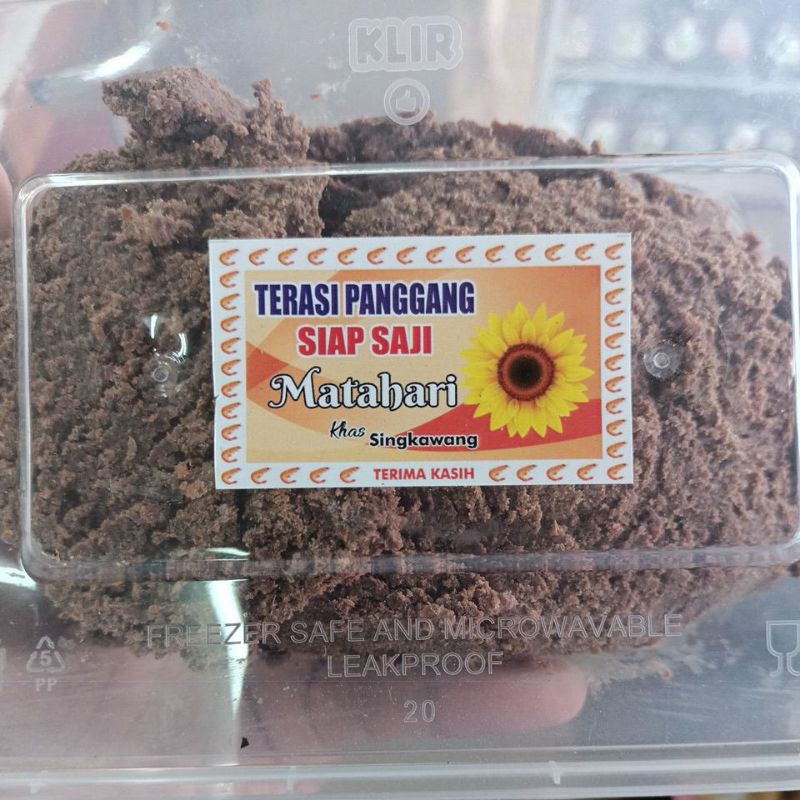 KLIR
TERASI PANGGANG
SIAP SAJI
Matahari
Khas Singkawang
TERIMA KASIH
FREEZER SAFE AND MICROWAVABLE
LEAKPROOF
5
PP
20